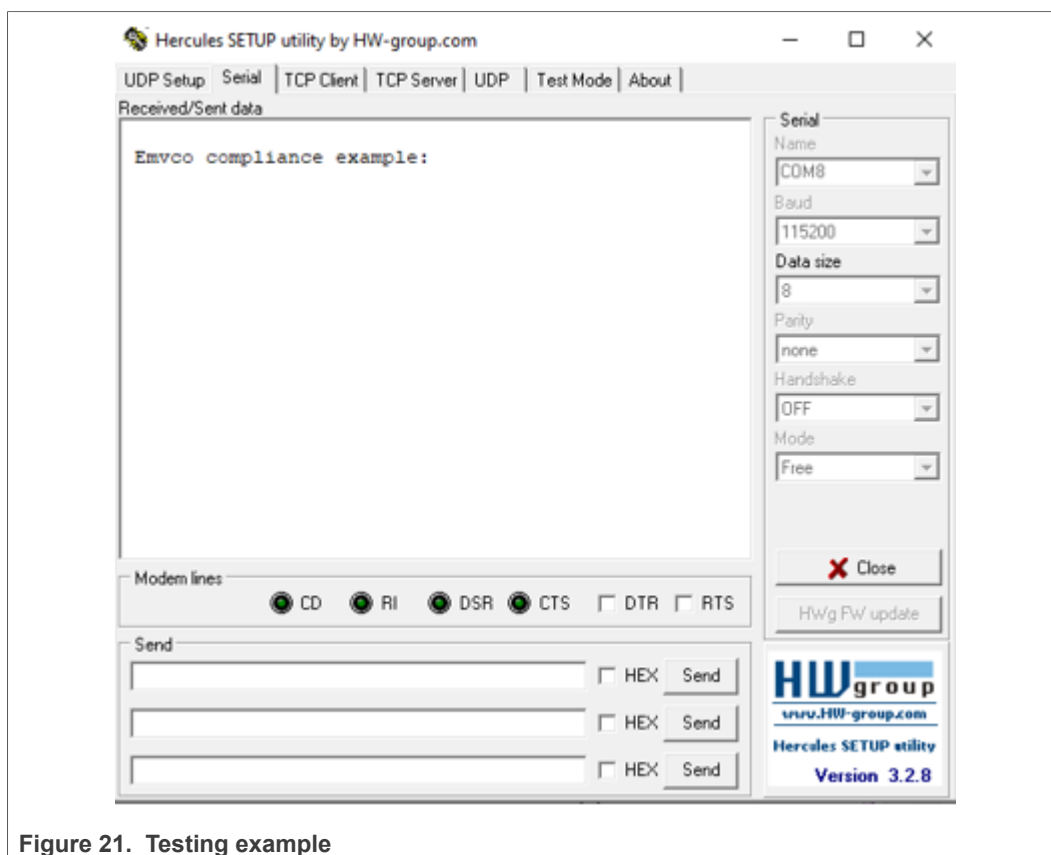 Hercules SETUP utility by HW-group.com
UDP Setup Serial TCP Client TCP Server UDP Test Mode About
Received/Sent data
Emvco compliance example:
Serial
Name
COM8
Baud
115200
Data size
8
Parity
none
Handshake
OFF
Mode
Free
Close
HWg FW update
Modem lines
CD RI DSR CTS DTR RTS
Send
HEX Send
HEX Send
HEX Send
HW group
www.HW-group.com
Hercules SETUP utility
Version 3.2.8
Figure 21. Testing example